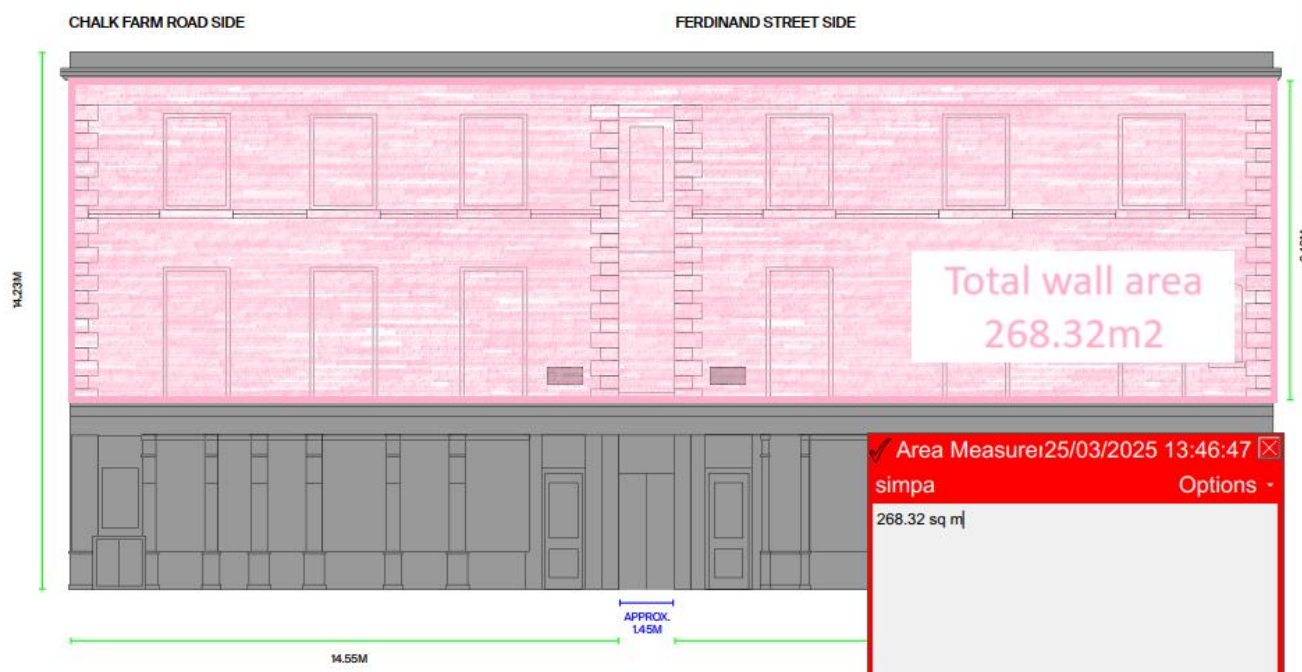 CHALK FARM ROAD SIDE
FERDINAND STREET SIDE
14.23M
Total wall area
268.32m2
Area Measurer25/03/2025 13:46:47
simpa
Options
268.32 sq m
APPROX.
1.45M
14.55M